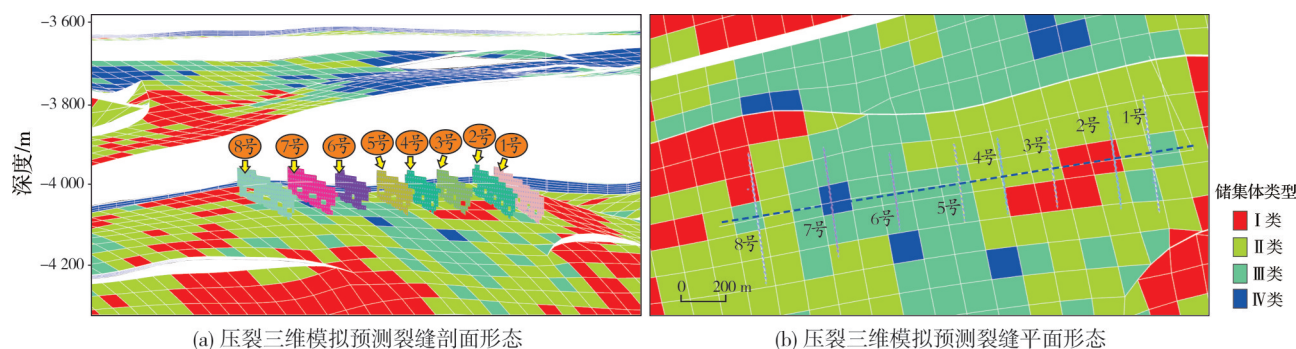 -3 600
-3 800
-4 000
-4 200
深度/m
8号
7号
6号
5号
4号
3号
2号
1号
(a) 压裂三维模拟预测裂缝剖面形态
1号
2号
3号
4号
5号
6号
7号
8号
0 200 m
(b) 压裂三维模拟预测裂缝平面形态
储集体类型
Ⅰ类
Ⅱ类
Ⅲ类
Ⅳ类